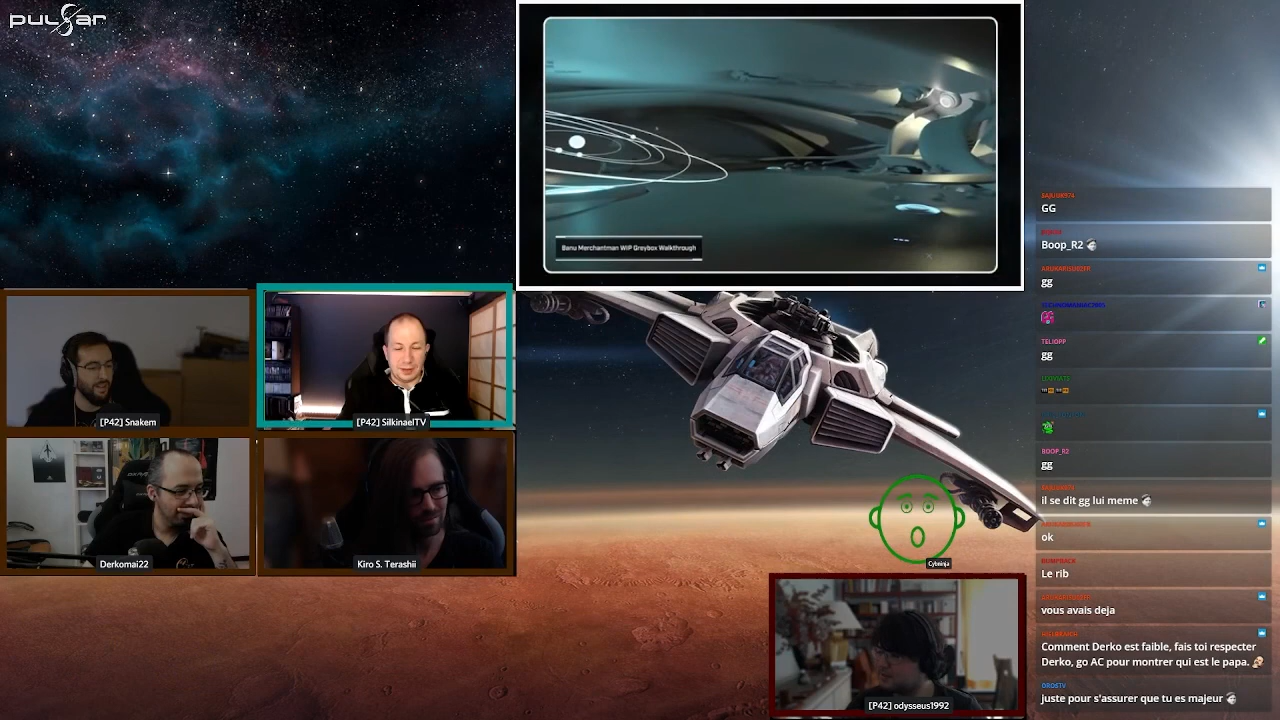 pulsar
Banu Merchantman WIP Greybox Walkthrough
[P42] Snakem
[P42] SilkinaelTV
Derkomai22
Kiro S. Terashii
Cybninja
[P42] odysseus1992
GG
Boop_R2
gg
TELIOPP
gg
BOOP_R2
gg
il se dit gg lui meme
ok
Le rib
vous avais deja
Comment Derko est faible, fais toi respecter
Derko, go AC pour montrer qui est le papa.
juste pour s'assurer que tu es majeur